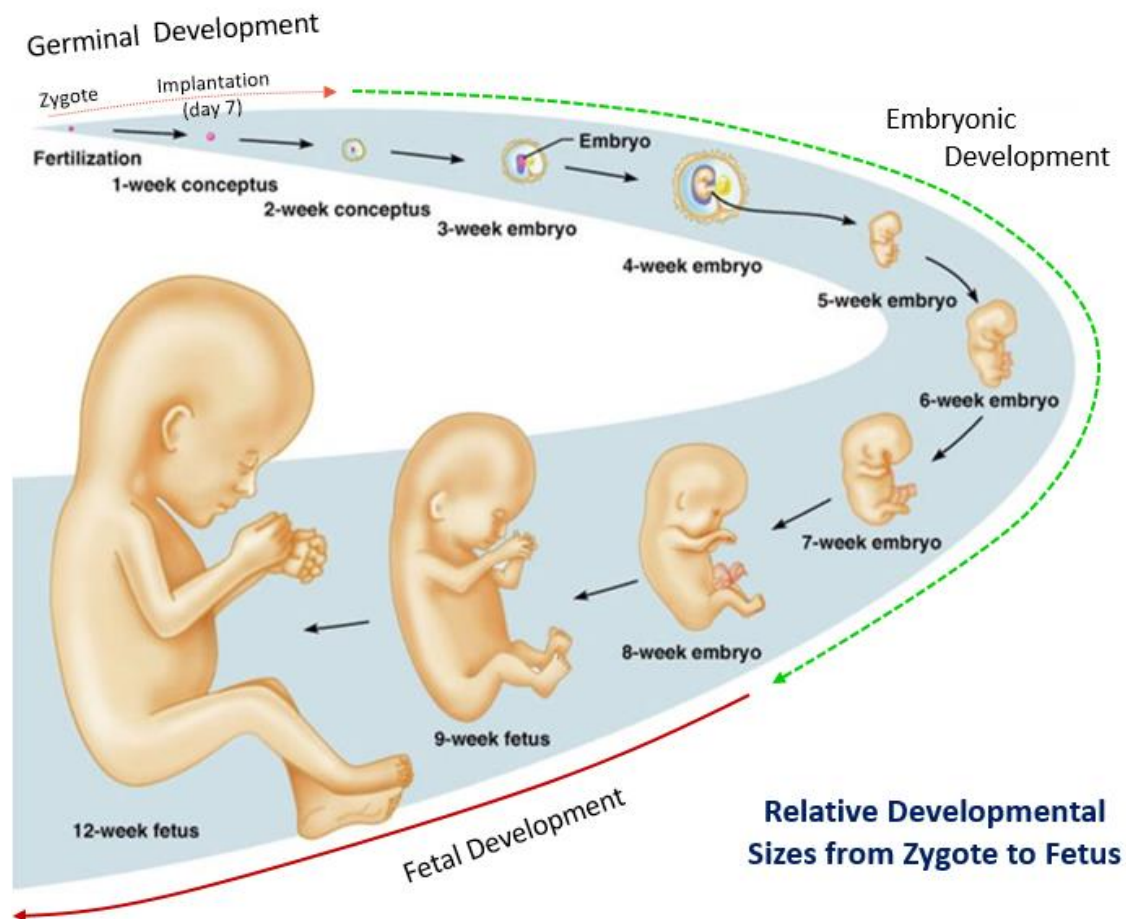 Germinal Development
Zygote
Implantation
(day 7)
Fertilization
1-week conceptus
2-week conceptus
Embryo
3-week embryo
4-week embryo
Embryonic
Development
5-week embryo
6-week embryo
7-week embryo
8-week embryo
9-week fetus
12-week fetus
Fetal Development
Relative Developmental
Sizes from Zygote to Fetus